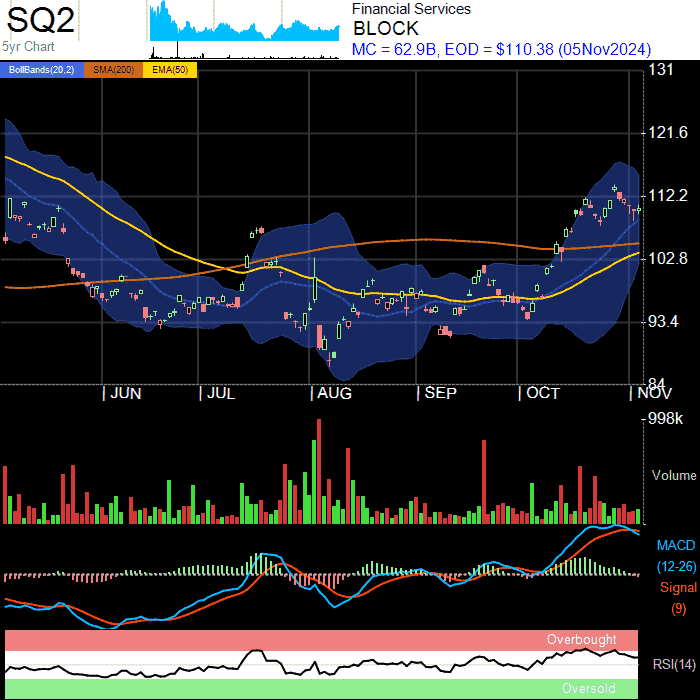 SQ2
5yr Chart
Financial Services
BLOCK
MC = 62.9B, EOD = $110.38 (05Nov2024)
BollBands(20,2) SMA(200) EMA(50)
131
121.6
112.2
102.8
93.4
84
JUN JUL AUG SEP OCT NOV
998k
Volume
MACD
(12-26)
Signal
(9)
Overbought
RSI(14)
Oversold